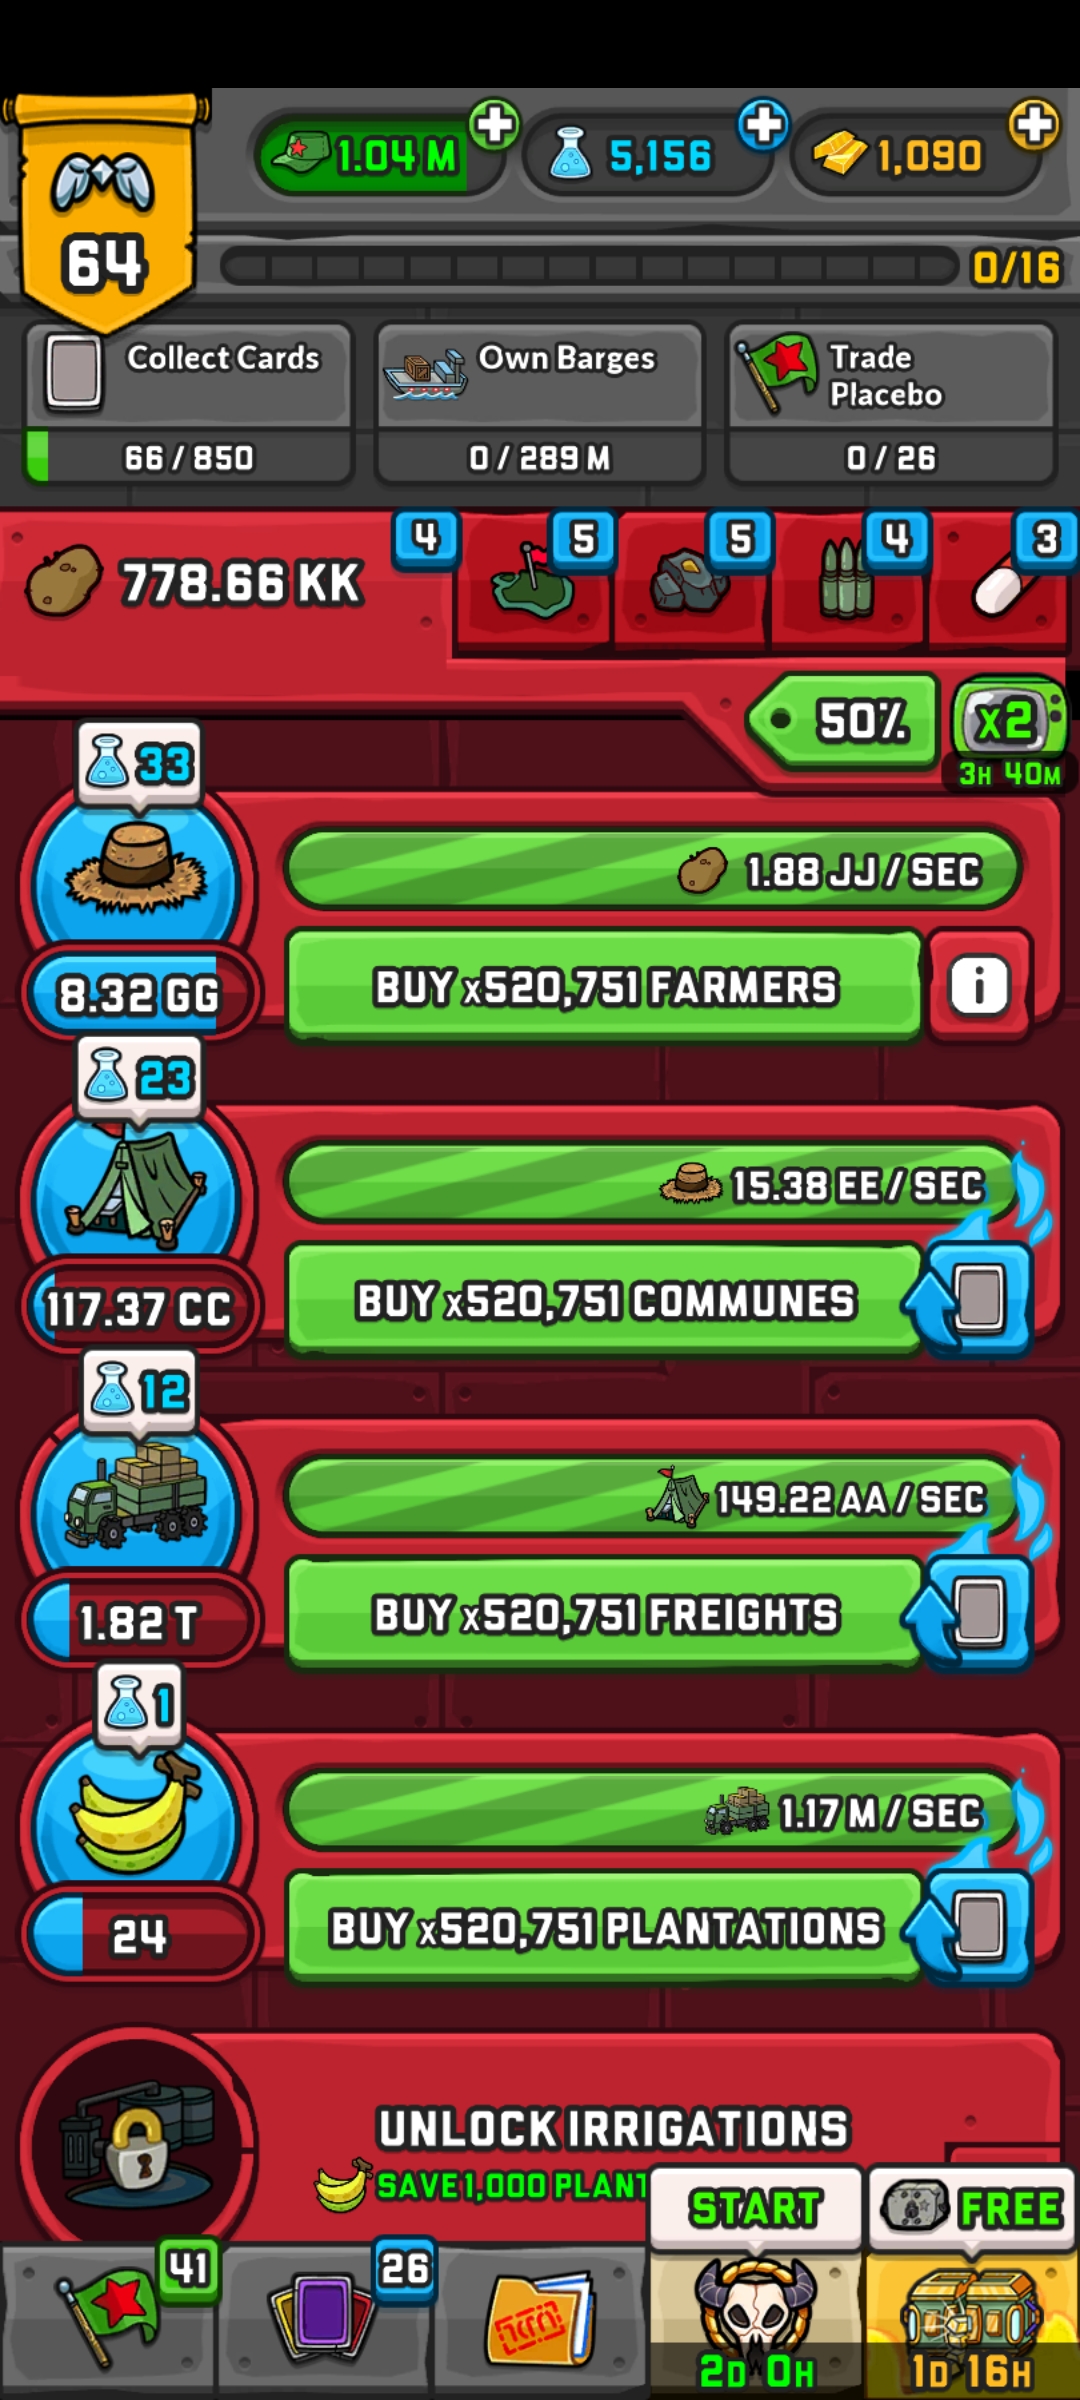 1.04 M
5,156
1,090
64
0/16
Collect Cards
66 / 850
Own Barges
0 / 289 M
Trade
Placebo
0 / 26
778.66 KK
4
5
5
4
3
50%
x2
3H 40M
33
1.88 JJ / SEC
8.32 GG
BUY x520,751 FARMERS
i
23
15.38 EE / SEC
117.37 CC
BUY x520,751 COMMUNES
12
149.22 AA / SEC
1.82 T
BUY x520,751 FREIGHTS
1
1.17 M / SEC
24
BUY x520,751 PLANTATIONS
UNLOCK IRRIGATIONS
SAVE 1,000 PLANT
START
FREE
41
26
2D 0H
1D 16H